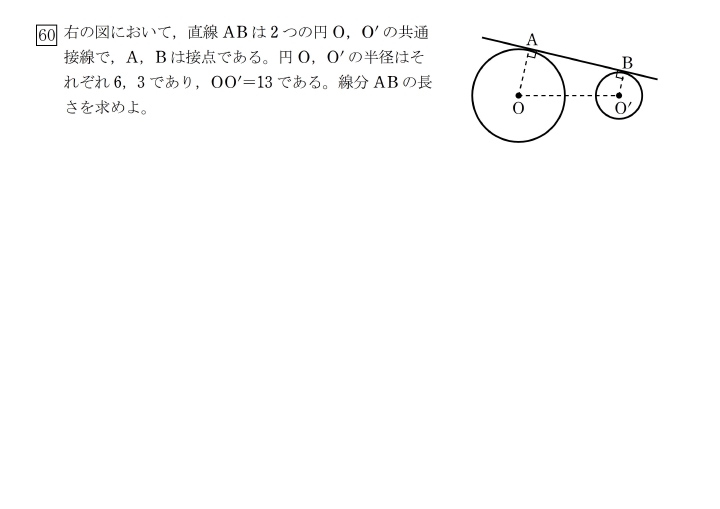 60 右の図において，直線 AB は 2 つの円 O，O′ の共通
接線で，A，B は接点である。円 O，O′ の半径はそ
れぞれ 6，3 であり，OO′=13 である。線分 AB の長
さを求めよ。
A
B
O
O′